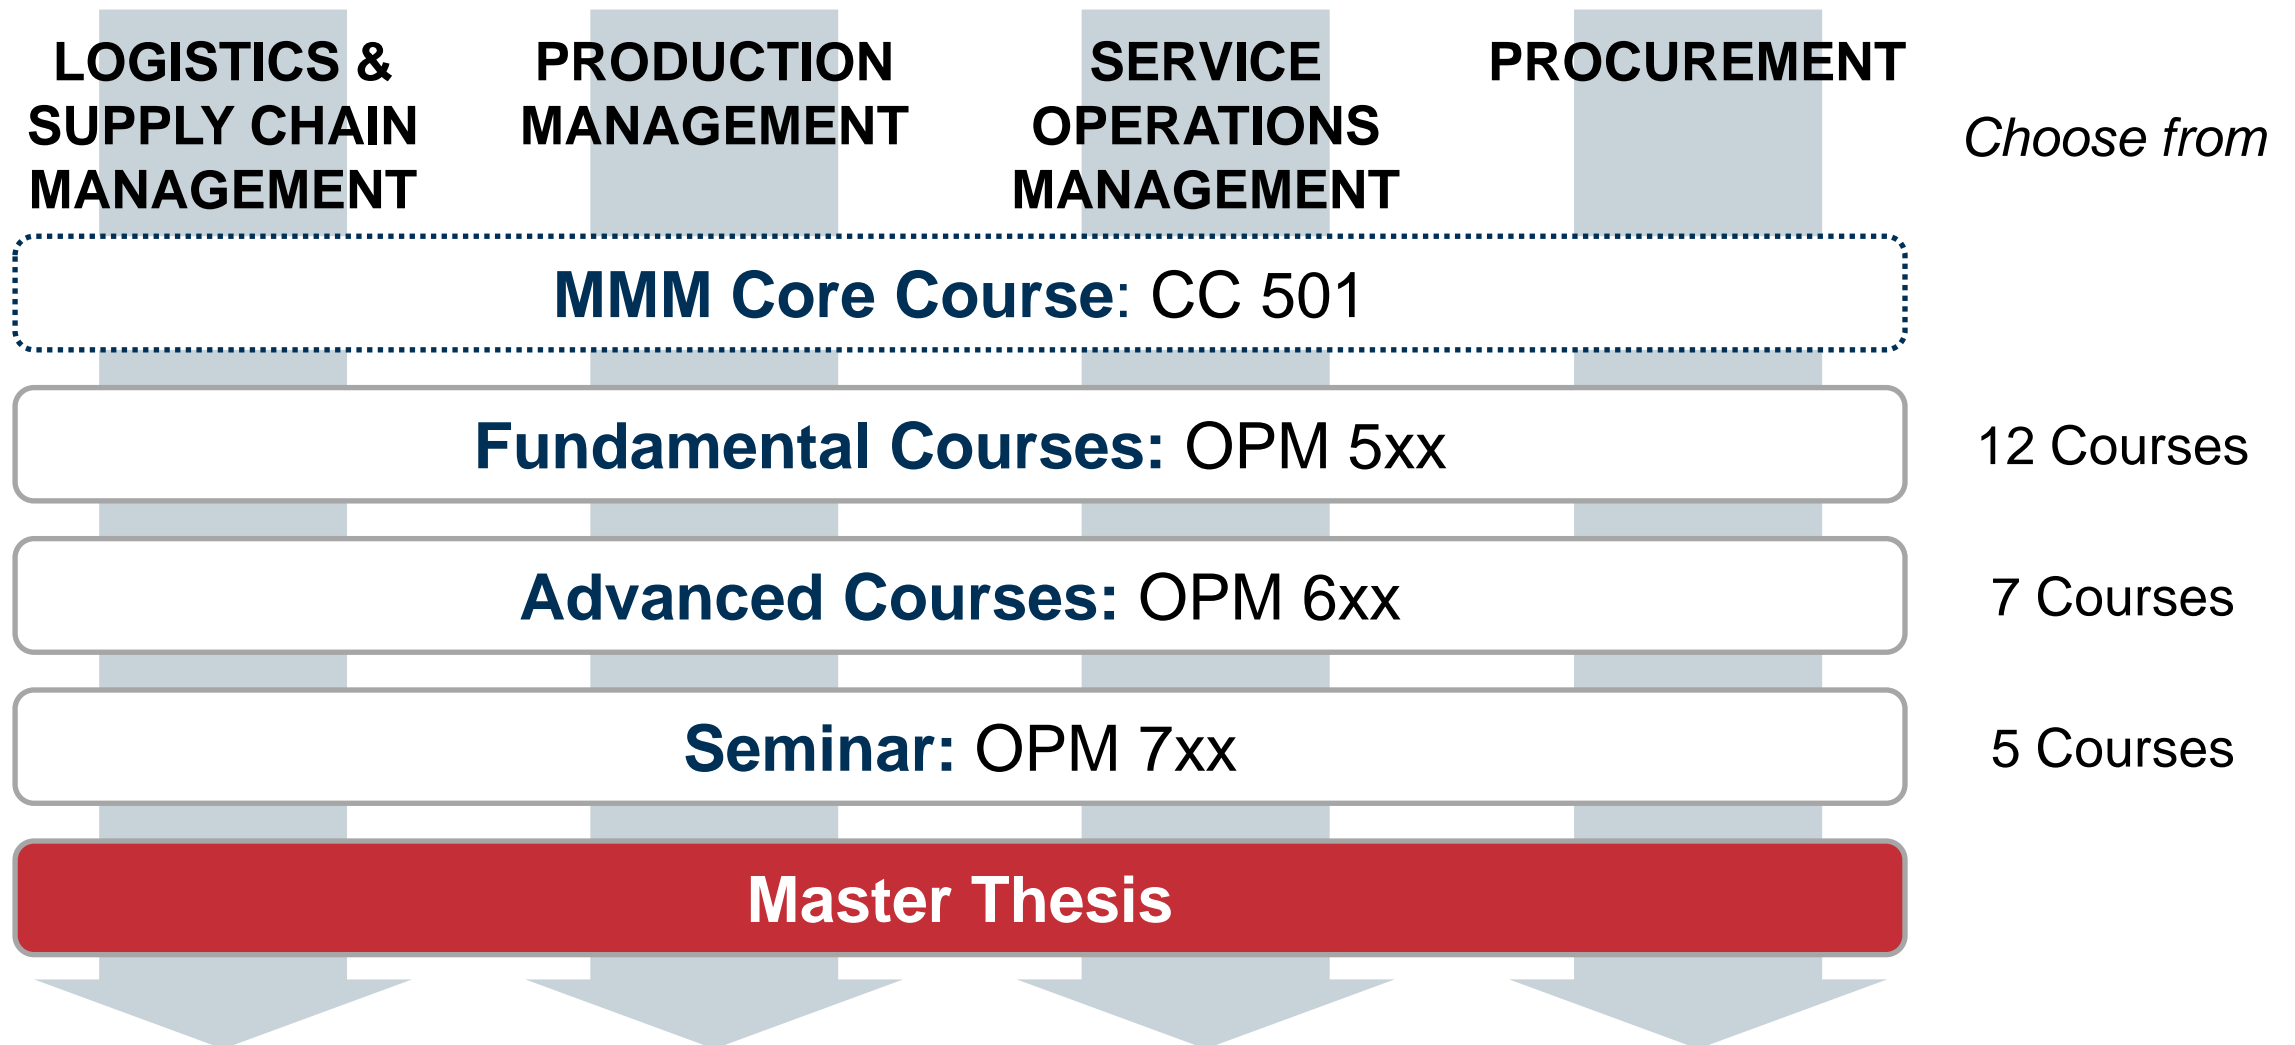 LOGISTICS &
SUPPLY CHAIN
MANAGEMENT
PRODUCTION
MANAGEMENT
SERVICE
OPERATIONS
MANAGEMENT
PROCUREMENT
Choose from
MMM Core Course: CC 501
Fundamental Courses: OPM 5xx
12 Courses
Advanced Courses: OPM 6xx
7 Courses
Seminar: OPM 7xx
5 Courses
Master Thesis